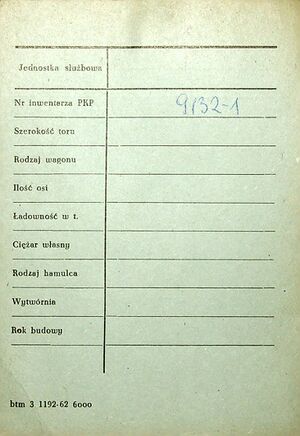 Jednostka służbowa
Nr inwentarza PKP 9132-1
Szerokość toru
Rodzaj wagonu
Ilość osi
Ładowność w t.
Ciężar własny
Rodzaj hamulca
Wytwórnia
Rok budowy
btm 3 1192-62 6000